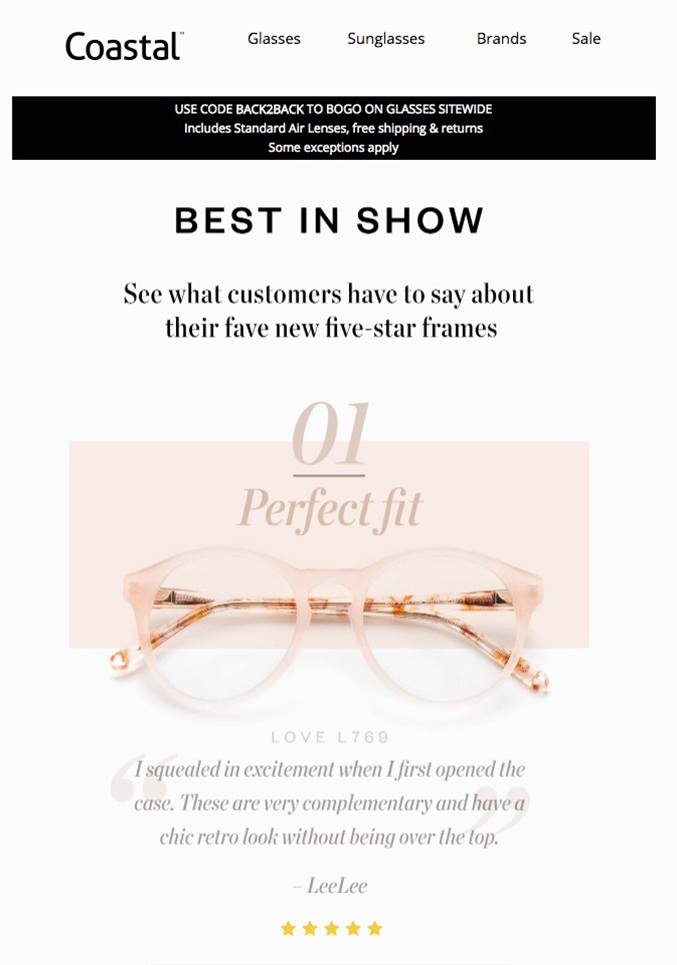 Coastal™
Glasses Sunglasses Brands Sale
USE CODE BACK2BACK TO BOGO ON GLASSES SITEWIDE
Includes Standard Air Lenses, free shipping & returns
Some exceptions apply
BEST IN SHOW
See what customers have to say about
their fave new five-star frames
01
Perfect fit
LOVE L769
“I squealed in excitement when I first opened the
case. These are very complementary and have a
chic retro look without being over the top.”
– LeeLee